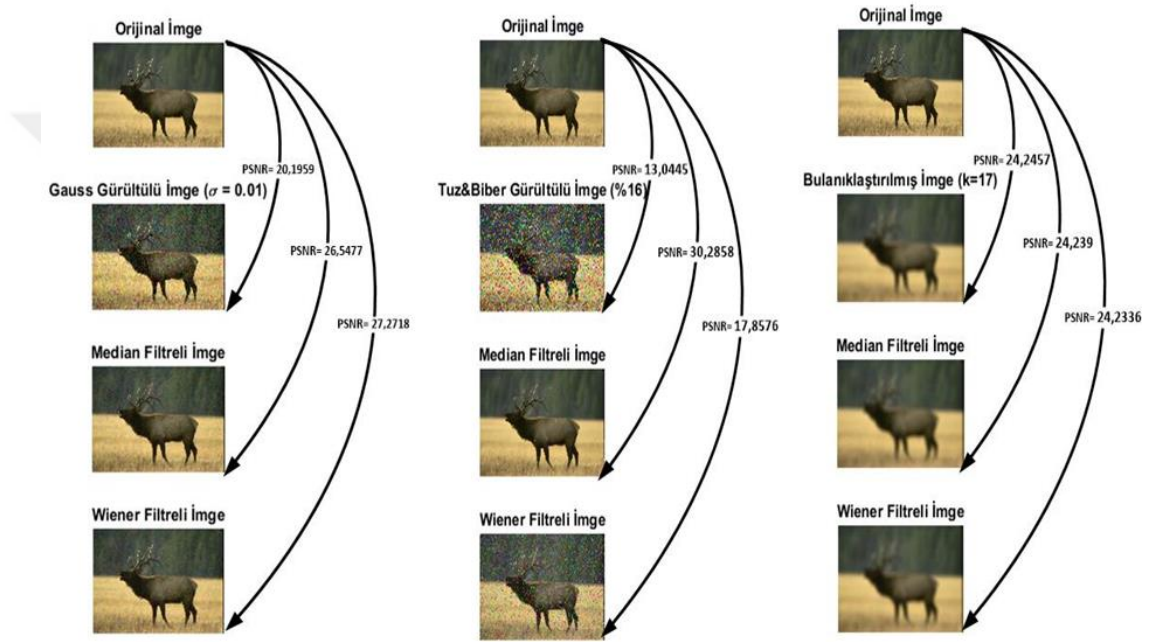 Orijinal İmge
PSNR= 20,1959
Gauss Gürültülü İmge (σ = 0.01)
PSNR= 26,5477
PSNR= 27,2718
Median Filtreli İmge
Wiener Filtreli İmge
Orijinal İmge
PSNR= 13,0445
Tuz&Biber Gürültülü İmge (%16)
PSNR= 30,2858
PSNR= 17,8576
Median Filtreli İmge
Wiener Filtreli İmge
Orijinal İmge
PSNR= 24,2457
Bulanıklaştırılmış İmge (k=17)
PSNR= 24,239
PSNR= 24,2336
Median Filtreli İmge
Wiener Filtreli İmge